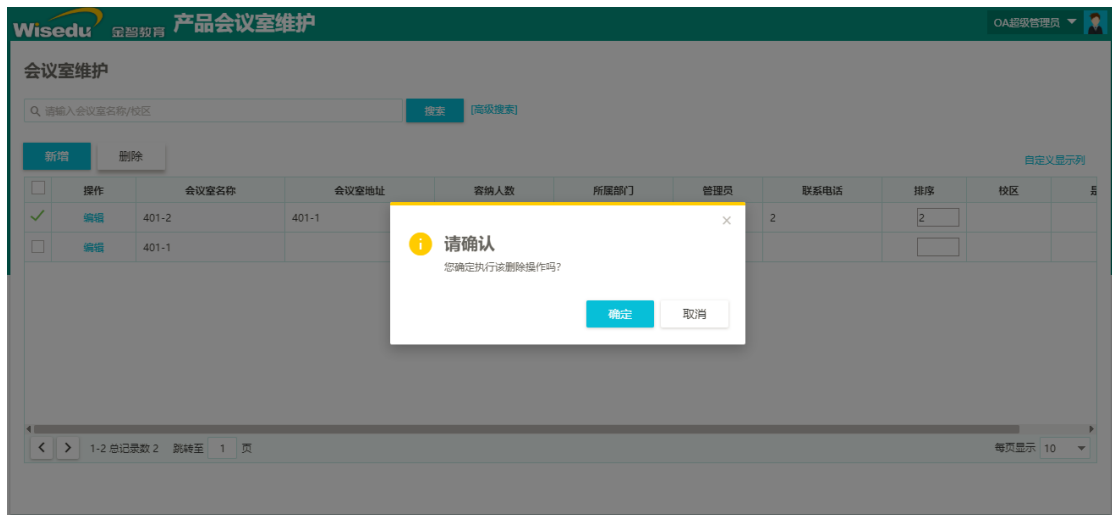 Wisedu 金智教育 产品会议室维护 OA超级管理员
会议室维护
请输入会议室名称/校区 搜索 [高级搜索]
新增 删除 自定义显示列
操作 会议室名称 会议室地址 容纳人数 所属部门 管理员 联系电话 排序 校区
编辑 401-2 401-1 2 2
编辑 401-1
请确认
您确定执行该删除操作吗?
确定 取消
1-2 总记录数 2 跳转至 1 页 每页显示 10